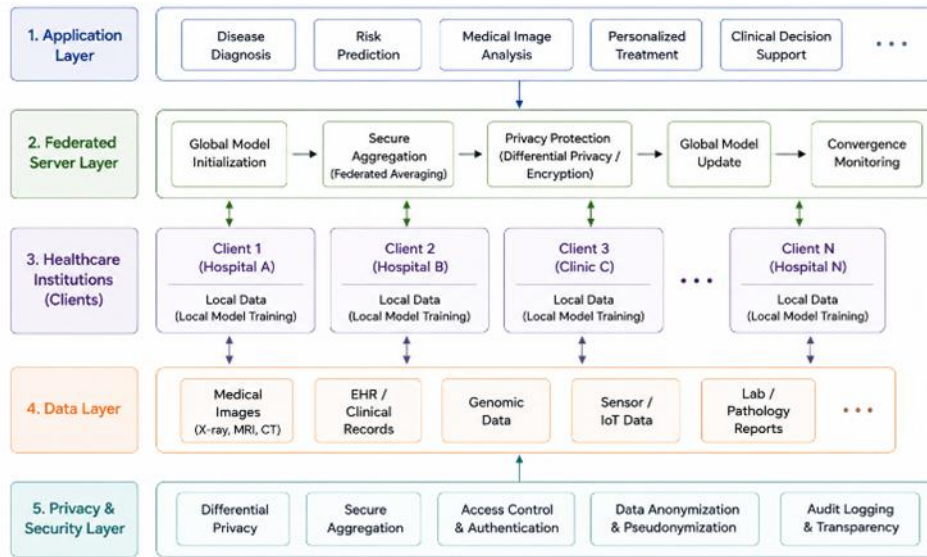 1. Application
Layer
Disease
Diagnosis
Risk
Prediction
Medical Image
Analysis
Personalized
Treatment
Clinical Decision
Support
• • •
2. Federated
Server Layer
Global Model
Initialization
Secure
Aggregation
(Federated Averaging)
Privacy Protection
(Differential Privacy /
Encryption)
Global Model
Update
Convergence
Monitoring
3. Healthcare
Institutions
(Clients)
Client 1
(Hospital A)
Local Data
(Local Model Training)
Client 2
(Hospital B)
Local Data
(Local Model Training)
Client 3
(Clinic C)
Local Data
(Local Model Training)
• • •
Client N
(Hospital N)
Local Data
(Local Model Training)
4. Data Layer
Medical
Images
(X-ray, MRI, CT)
EHR /
Clinical
Records
Genomic
Data
Sensor /
IoT Data
Lab /
Pathology
Reports
• • •
5. Privacy &
Security Layer
Differential
Privacy
Secure
Aggregation
Access Control
& Authentication
Data Anonymization
& Pseudonymization
Audit Logging
& Transparency